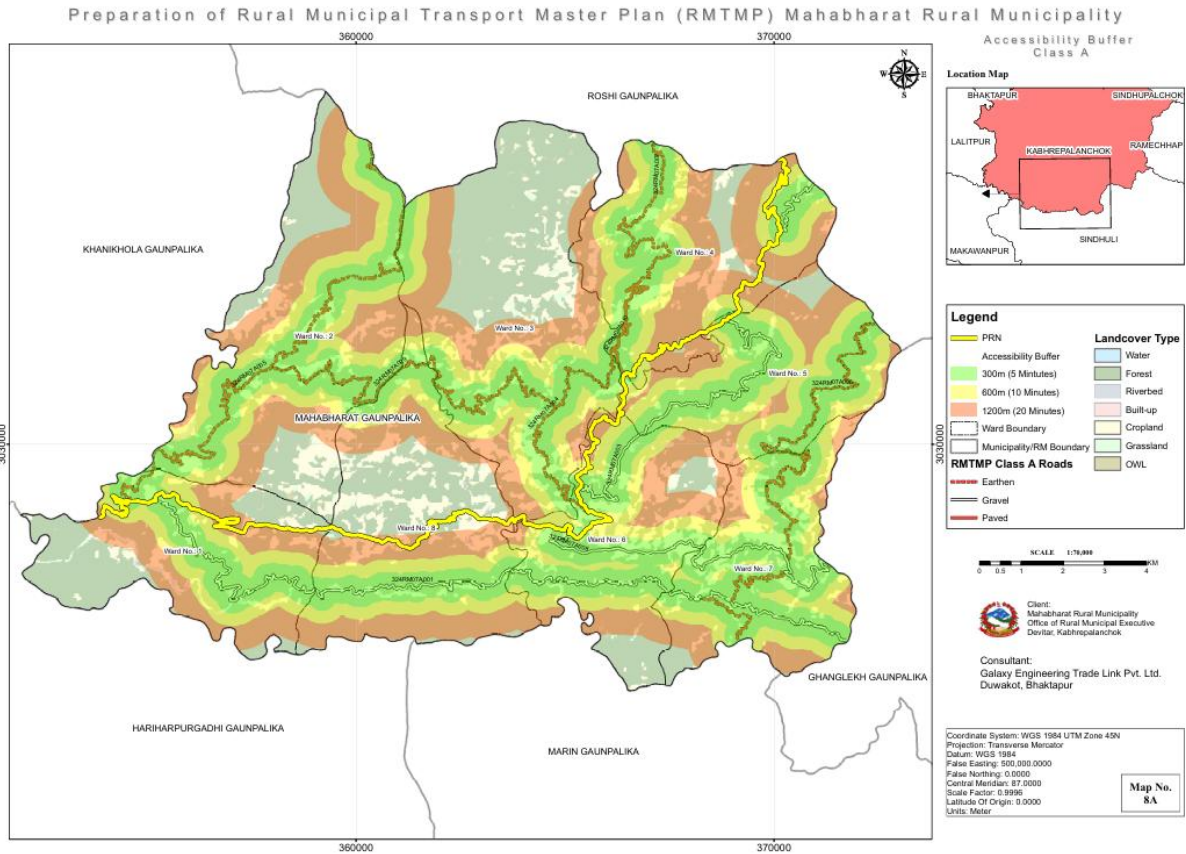 Preparation of Rural Municipal Transport Master Plan (RMTMP) Mahabharat Rural Municipality
Accessibility Buffer
Class A
360000
370000
N
W
E
S
ROSHI GAUNPALIKA
KHANIKHOLA GAUNPALIKA
Ward No.: 4
Ward No.: 2
Ward No.: 3
Ward No.: 5
MAHABHARAT GAUNPALIKA
3030000
3030000
Ward No.: 8
Ward No.: 6
Ward No.: 1
Ward No.: 7
324RM07A001
GHANGLEKH GAUNPALIKA
HARIHARPURGADHI GAUNPALIKA
MARIN GAUNPALIKA
360000
370000
Location Map
BHAKTAPUR
SINDHUPALCHOK
LALITPUR
KABHREPALANCHOK
RAMECHHAP
SINDHULI
MAKAWANPUR
Legend
PRN
Accessibility Buffer
300m (5 Mintutes)
600m (10 Minutes)
1200m (20 Minutes)
Ward Boundary
Municipality/RM Boundary
RMTMP Class A Roads
Earthen
Gravel
Paved
Landcover Type
Water
Forest
Riverbed
Built-up
Cropland
Grassland
OWL
SCALE 1:70,000
0 0.5 1 2 3 4 KM
Client:
Mahabharat Rural Municipality
Office of Rural Municipal Executive
Devitar, Kabhrepalanchok
Consultant:
Galaxy Engineering Trade Link Pvt. Ltd.
Duwakot, Bhaktapur
Coordinate System: WGS 1984 UTM Zone 45N
Projection: Transverse Mercator
Datum: WGS 1984
False Easting: 500,000.0000
False Northing: 0.0000
Central Meridian: 87.0000
Scale Factor: 0.9996
Latitude Of Origin: 0.0000
Units: Meter
Map No.
8A